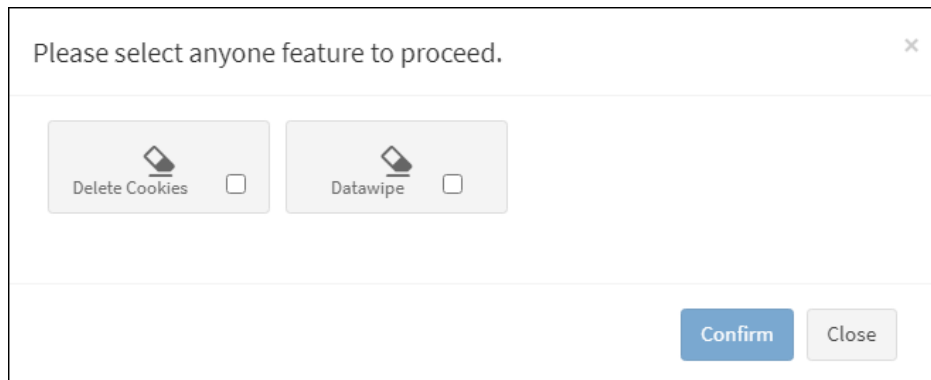 Please select anyone feature to proceed.
×
Delete Cookies
Datawipe
Confirm
Close